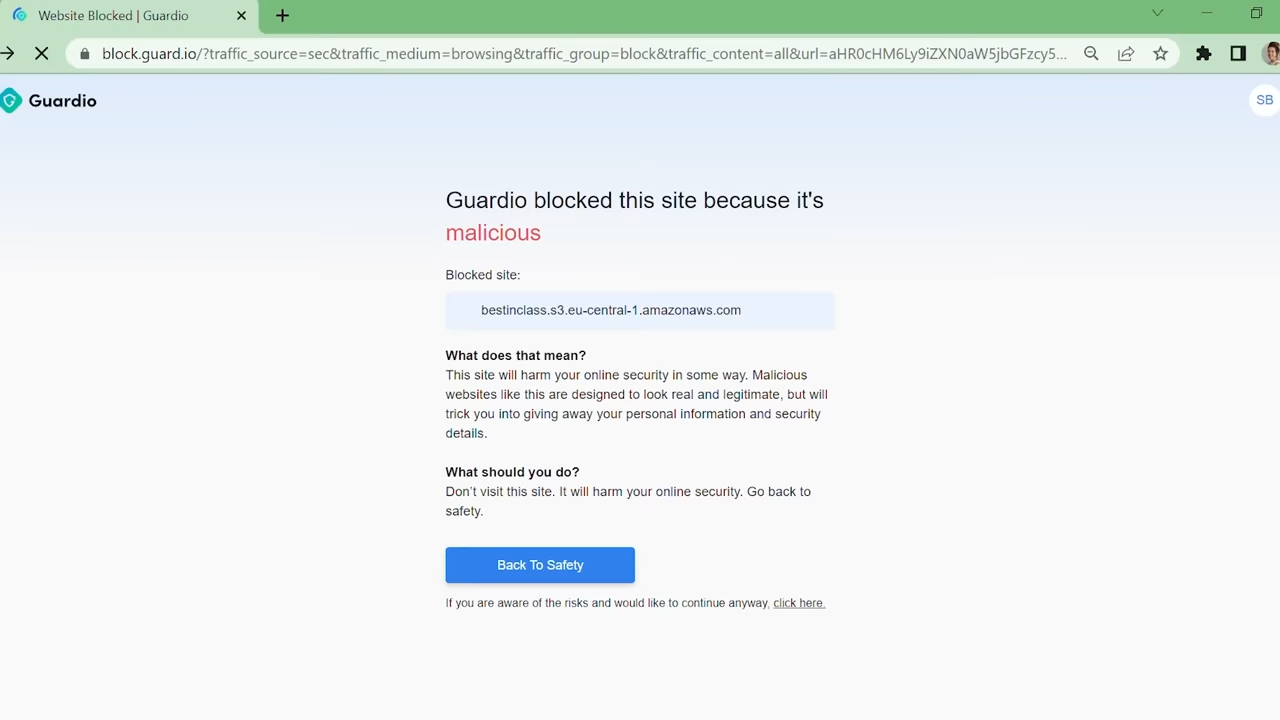 Website Blocked | Guardio
block.guard.io/?traffic_source=sec&traffic_medium=browsing&traffic_group=block&traffic_content=all&url=aHR0cHM6Ly9iZXN0aW5jbGFzcy5...
Guardio
SB
Guardio blocked this site because it's
malicious
Blocked site:
bestinclass.s3.eu-central-1.amazonaws.com
What does that mean?
This site will harm your online security in some way. Malicious
websites like this are designed to look real and legitimate, but will
trick you into giving away your personal information and security
details.
What should you do?
Don't visit this site. It will harm your online security. Go back to
safety.
Back To Safety
If you are aware of the risks and would like to continue anyway, click here.